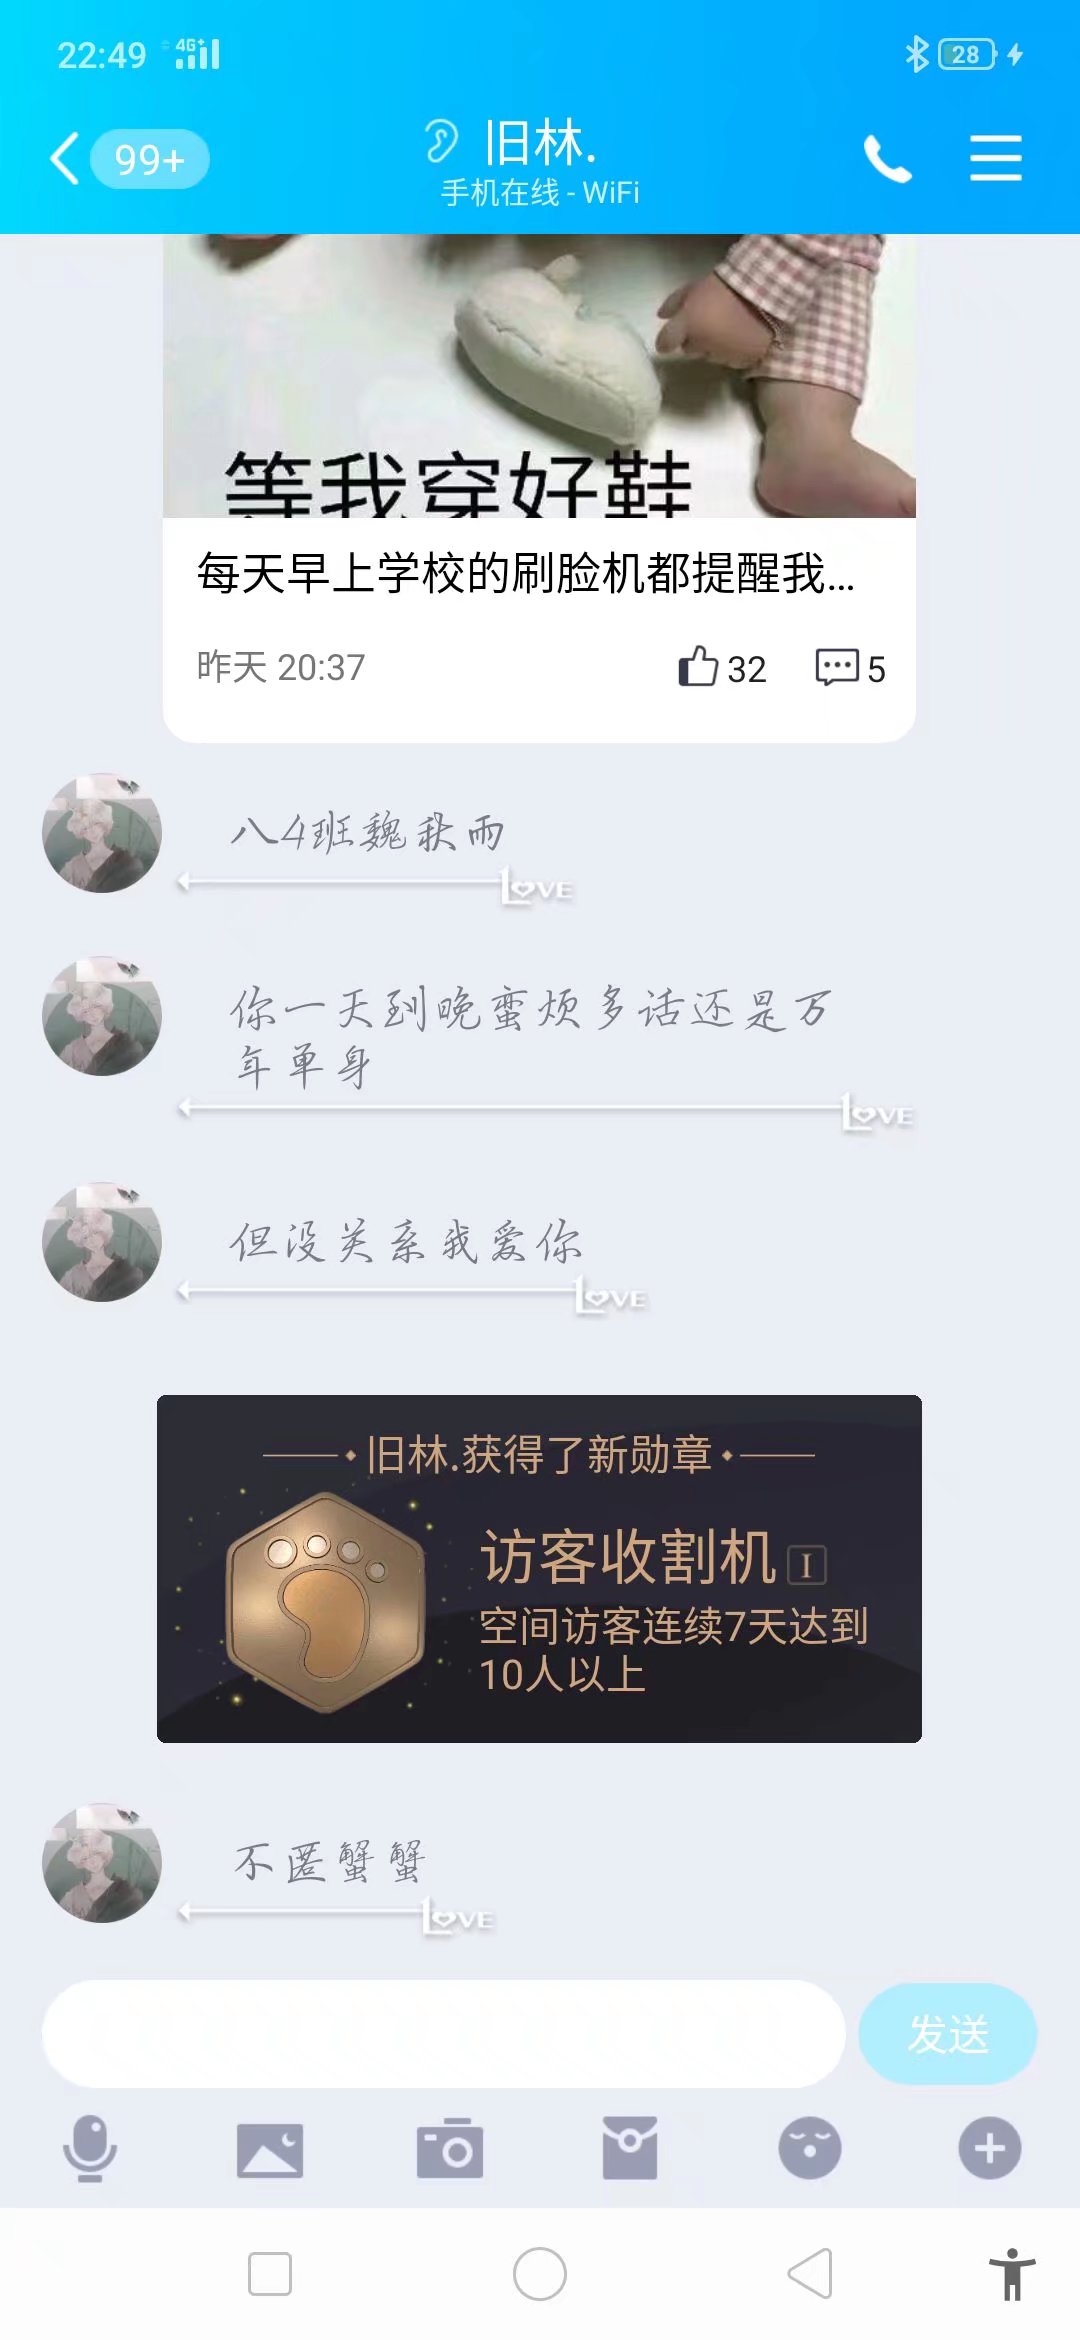 22:49 4G+ 28
99+ 旧林.
手机在线 - WiFi
等我穿好鞋
每天早上学校的刷脸机都提醒我...
昨天 20:37 32 5
八4班魏秋雨
LOVE
你一天到晚蛮烦多话还是万
年单身
LOVE
但没关系我爱你
LOVE
旧林.获得了新勋章
访客收割机 I
空间访客连续7天达到
10人以上
不匿蟹蟹
LOVE
发送